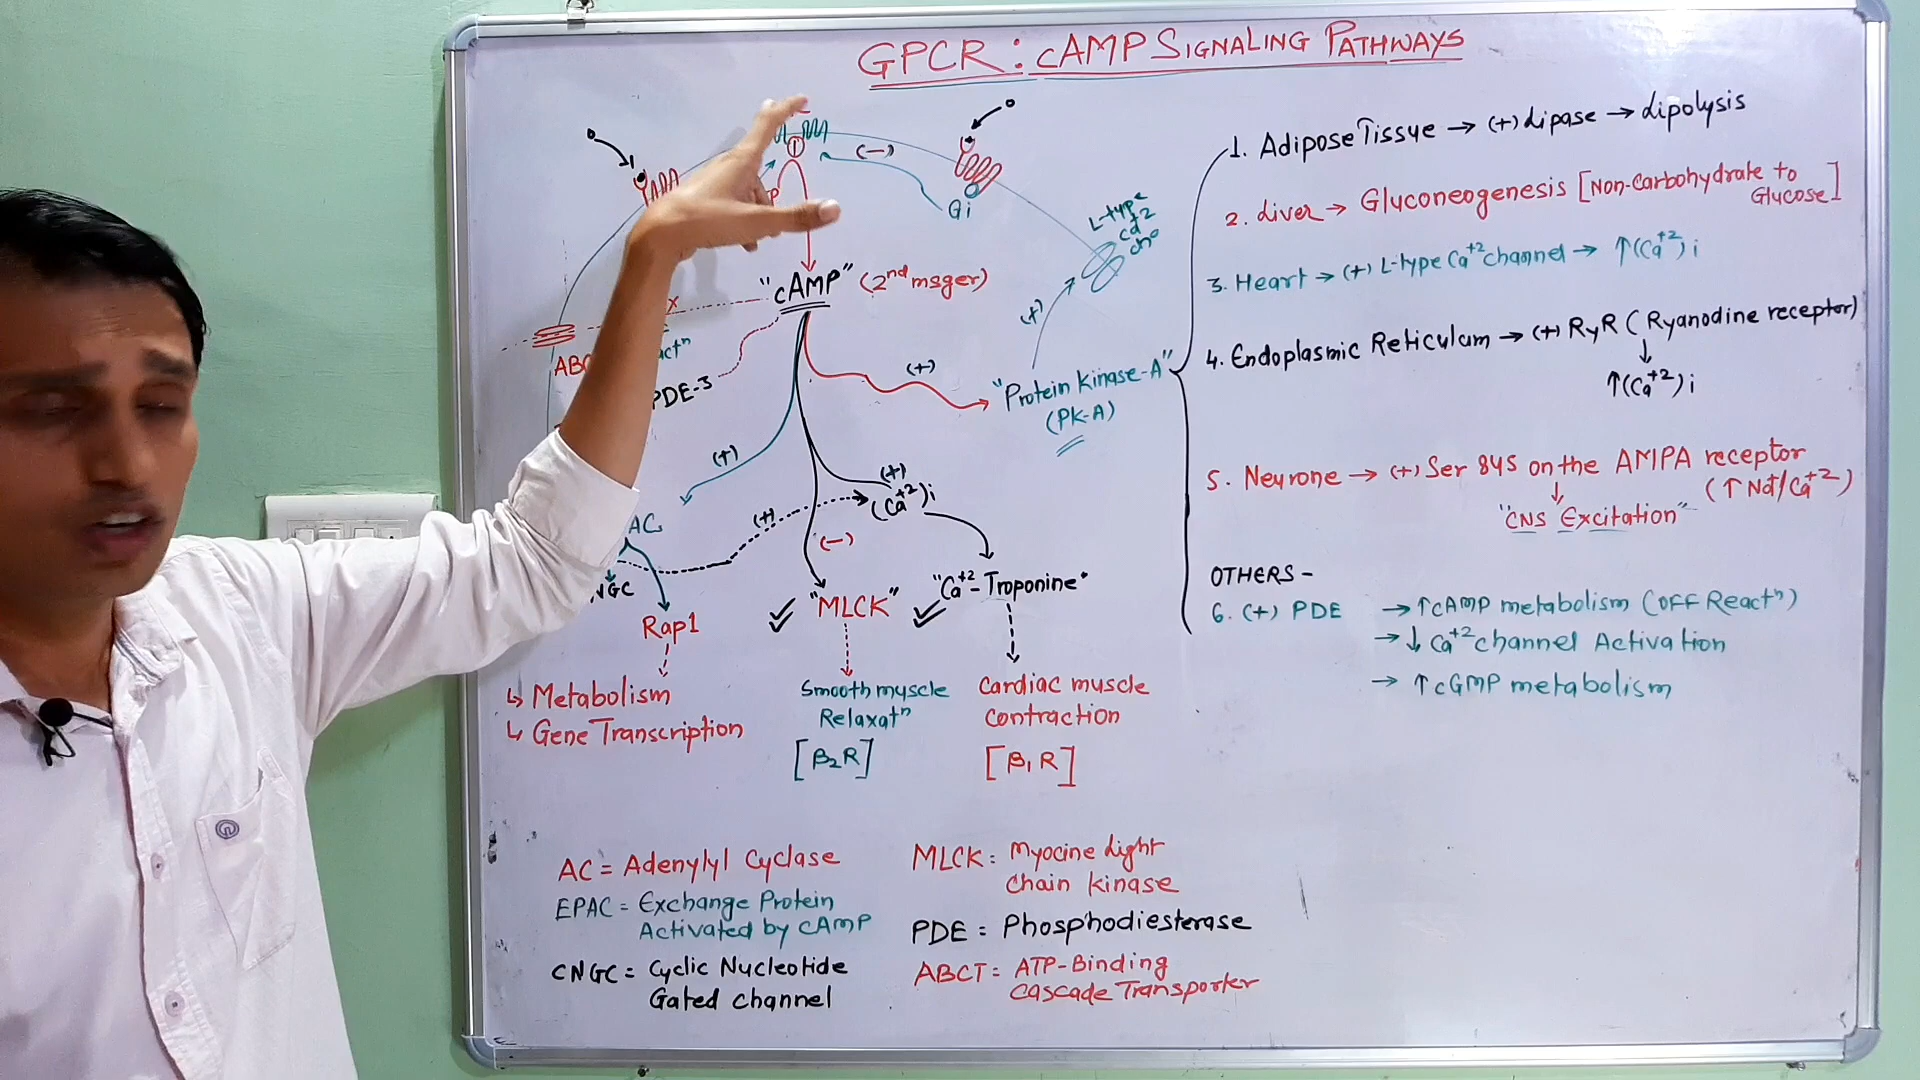 GPCR : cAMP SIGNALING PATHWAYS
(-)
Gi
"cAMP" (2nd msger)
x
ABC
actn
PDE-3
(+)
"Protein kinase-A"
(PK-A)
(+)
L-type
Ca+2
chn
(+)
AC
(+)
(Ca+2)i
(+)
(-)
NGC
Rap1
"MLCK"
"Ca+2-Troponine"
↳ Metabolism
↳ Gene Transcription
Smooth muscle
Relaxatn
[β2R]
Cardiac muscle
contraction
[β1R]
1. Adipose Tissue → (+) Lipase → Lipolysis
2. Liver → Gluconeogenesis [Non-Carbohydrate to
Glucose]
3. Heart → (+) L-type Ca+2 channel → ↑(Ca+2)i
4. Endoplasmic Reticulum → (+) RyR (Ryanodine receptor)
↓
↑(Ca+2)i
5. Neurone → (+) Ser 845 on the AMPA receptor
↓ (↑Na+/Ca+2)
"CNS Excitation"
OTHERS -
6. (+) PDE → ↑cAMP metabolism (OFF Reactn)
→ ↓ Ca+2 channel Activation
→ ↑cGMP metabolism
AC = Adenylyl Cyclase
EPAC = Exchange Protein
Activated by cAMP
CNGC = Cyclic Nucleotide
Gated channel
MLCK = Myocine Light
Chain kinase
PDE = Phosphodiesterase
ABCT = ATP-Binding
Cascade Transporter